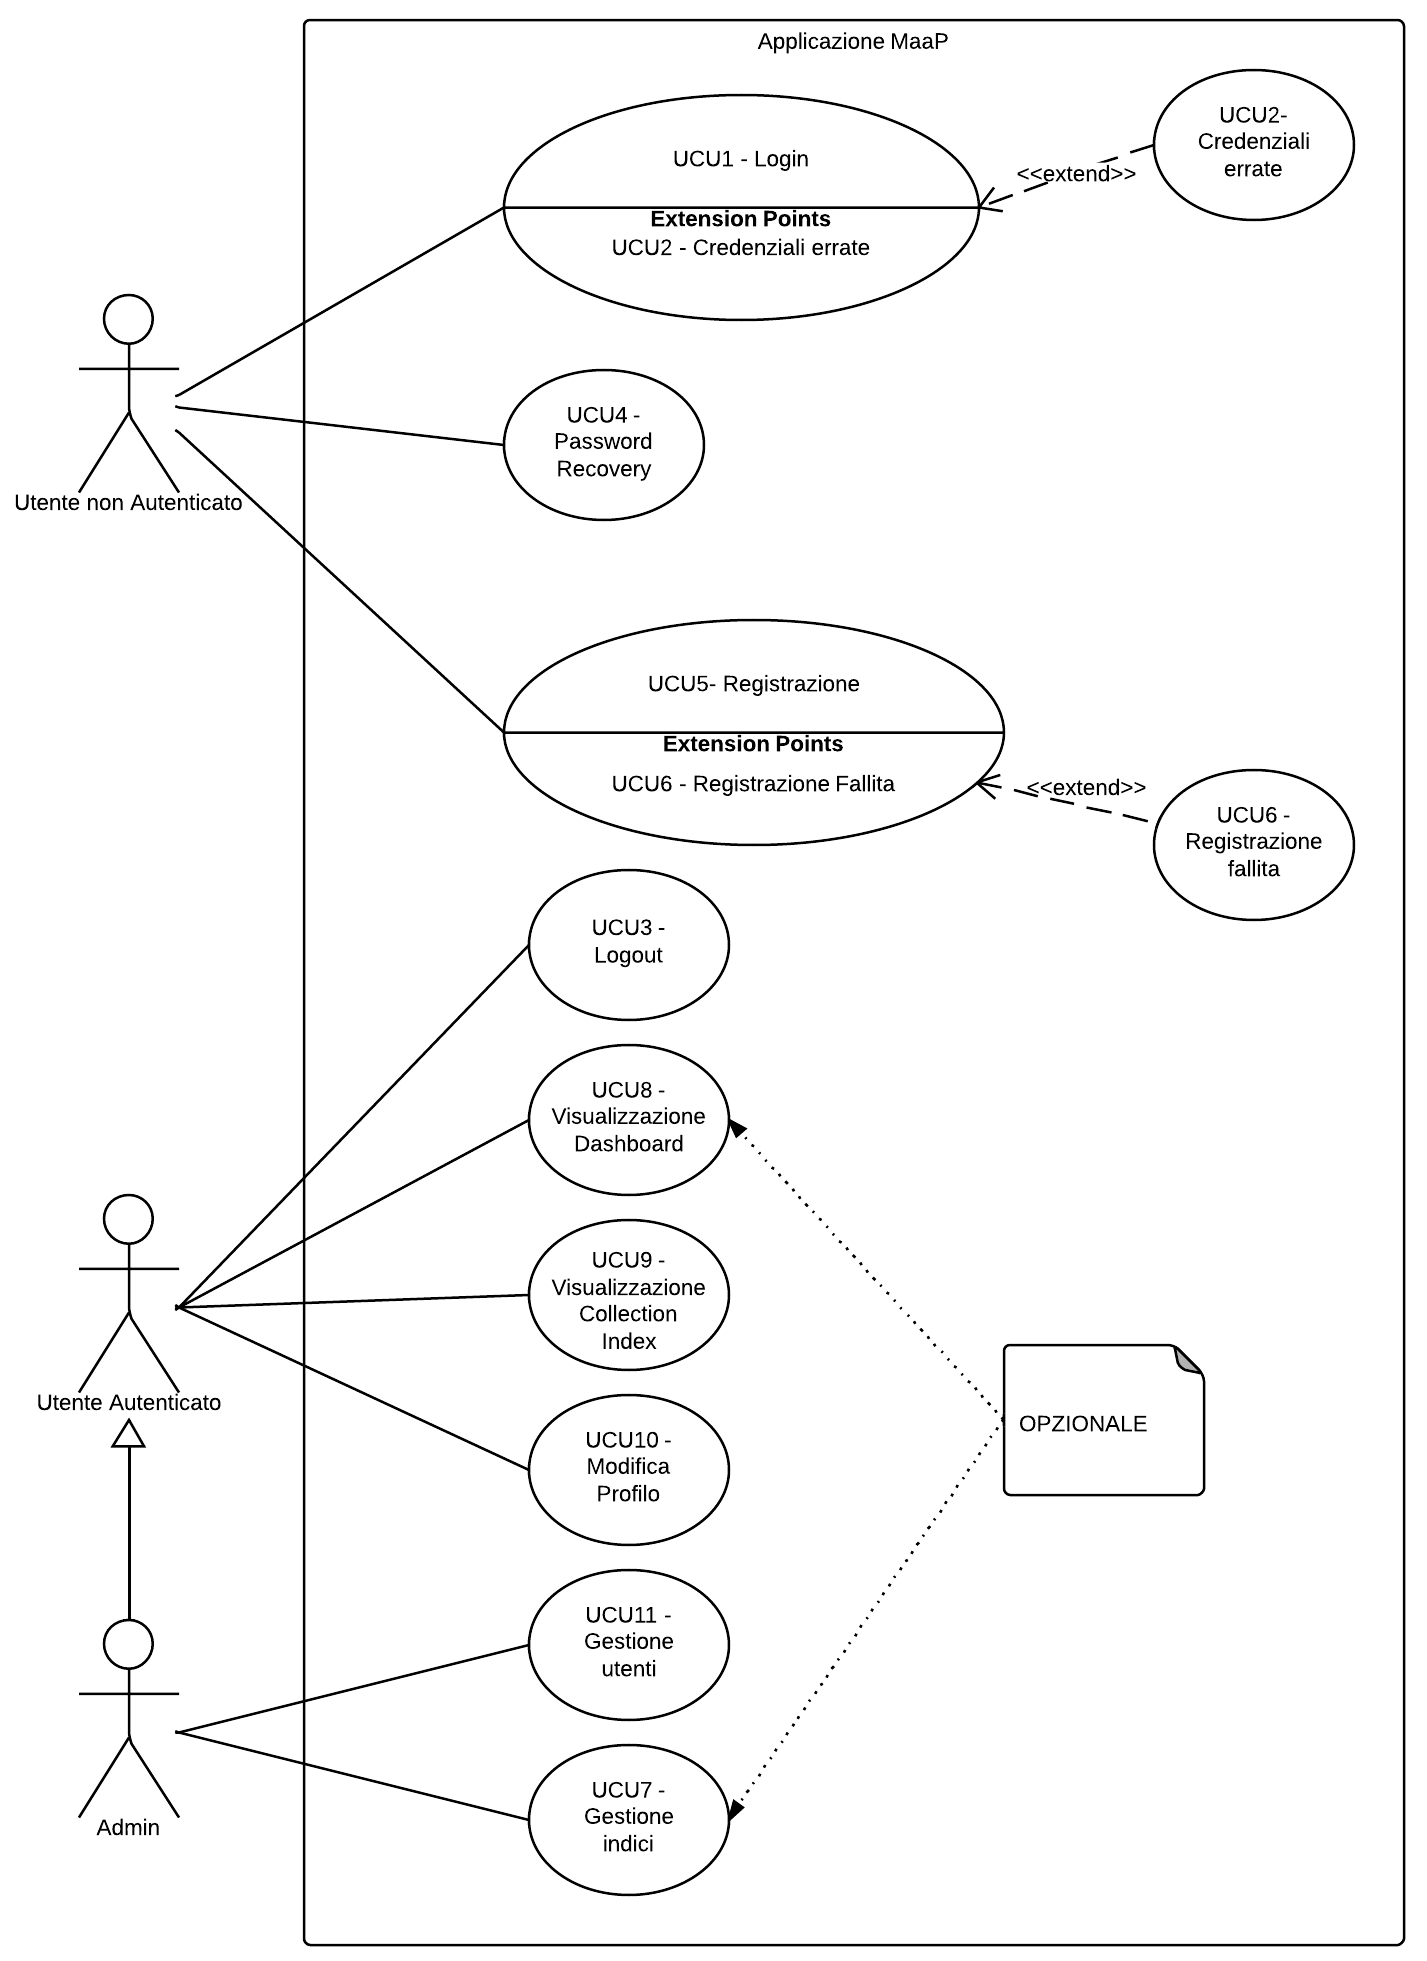 Applicazione MaaP
UCU1 - Login
Extension Points
UCU2 - Credenziali errate
<<extend>>
UCU2-
Credenziali
errate
Utente non Autenticato
UCU4 -
Password
Recovery
UCU5- Registrazione
Extension Points
UCU6 - Registrazione Fallita
<<extend>>
UCU6 -
Registrazione
fallita
UCU3 -
Logout
UCU8 -
Visualizzazione
Dashboard
UCU9 -
Visualizzazione
Collection
Index
Utente Autenticato
UCU10 -
Modifica
Profilo
OPZIONALE
UCU11 -
Gestione
utenti
UCU7 -
Gestione
indici
Admin